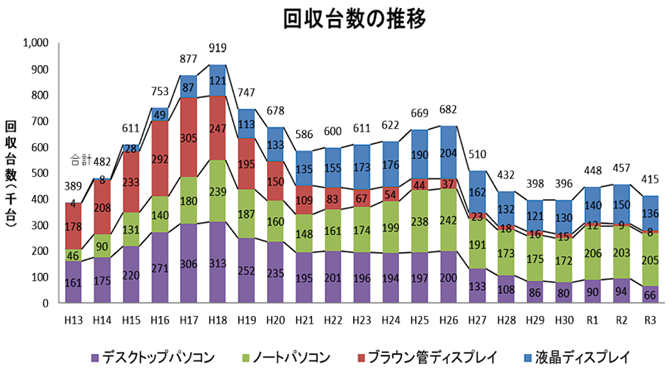 回収台数の推移
回収台数(千台)
1,000
900
800
700
600
500
400
300
200
100
0
合計
389 482 611 753 877 919 747 678 586 600 611 622 669 682 510 432 398 396 448 457 415
4 8 28 49 87 121 113 133 135 155 173 176 190 204 162 132 121 130 140 150 136
178 208 233 292 305 247 195 150 109 83 67 54 44 37 23 18 16 15 12 9 8
46 90 131 140 180 239 187 160 148 161 174 199 238 242 191 173 175 172 206 203 205
161 175 220 271 306 313 252 235 195 201 196 194 197 200 133 108 86 80 90 94 66
H13 H14 H15 H16 H17 H18 H19 H20 H21 H22 H23 H24 H25 H26 H27 H28 H29 H30 R1 R2 R3
デスクトップパソコン ノートパソコン ブラウン管ディスプレイ 液晶ディスプレイ